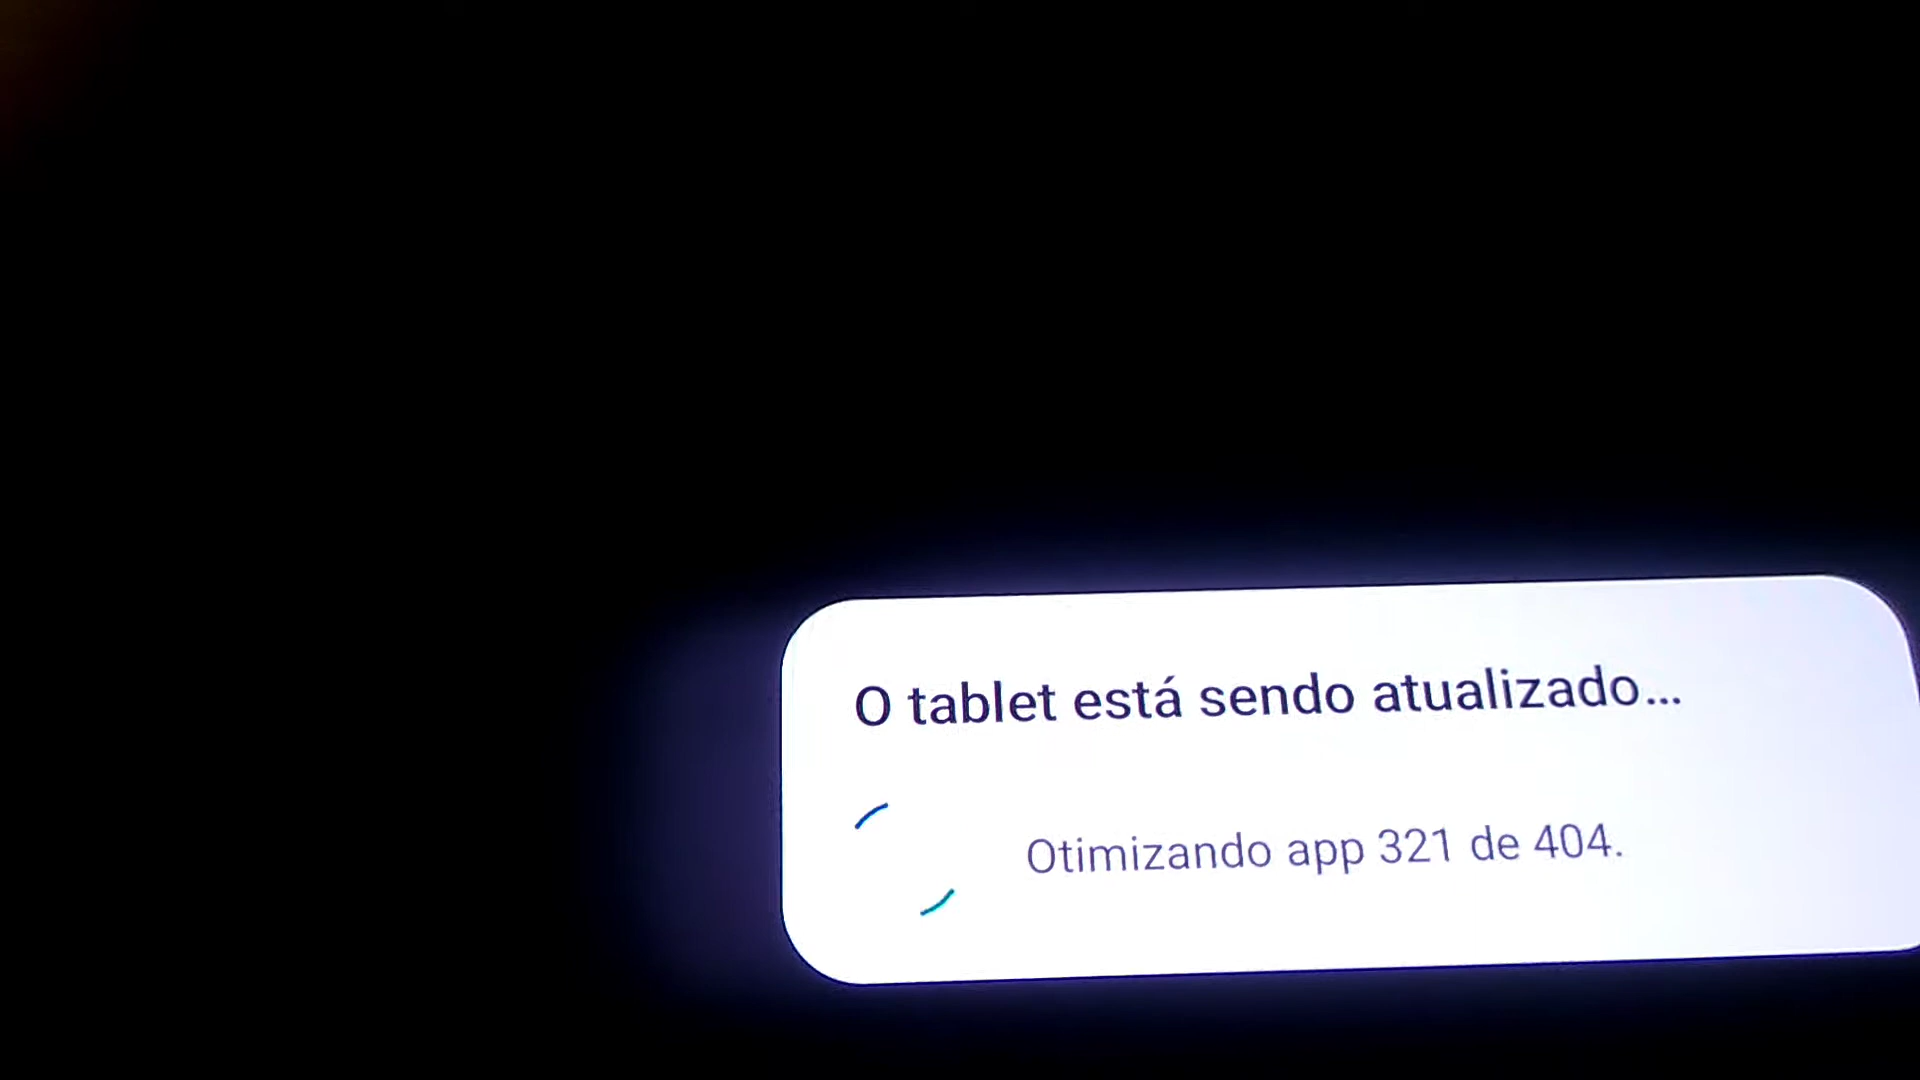 O tablet está sendo atualizado...
Otimizando app 321 de 404.